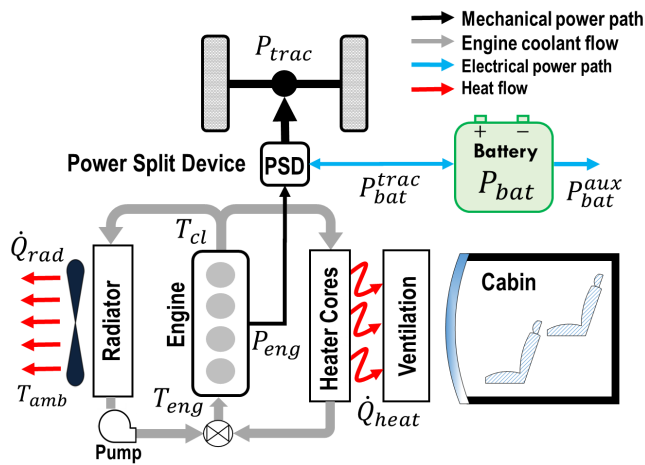 P_trac
Mechanical power path
Engine coolant flow
Electrical power path
Heat flow
Power Split Device
PSD
P_bat^trac
+ −
Battery
P_bat
P_bat^aux
Q̇_rad
T_amb
Radiator
Pump
T_cl
Engine
P_eng
T_eng
Heater Cores
Q̇_heat
Ventilation
Cabin